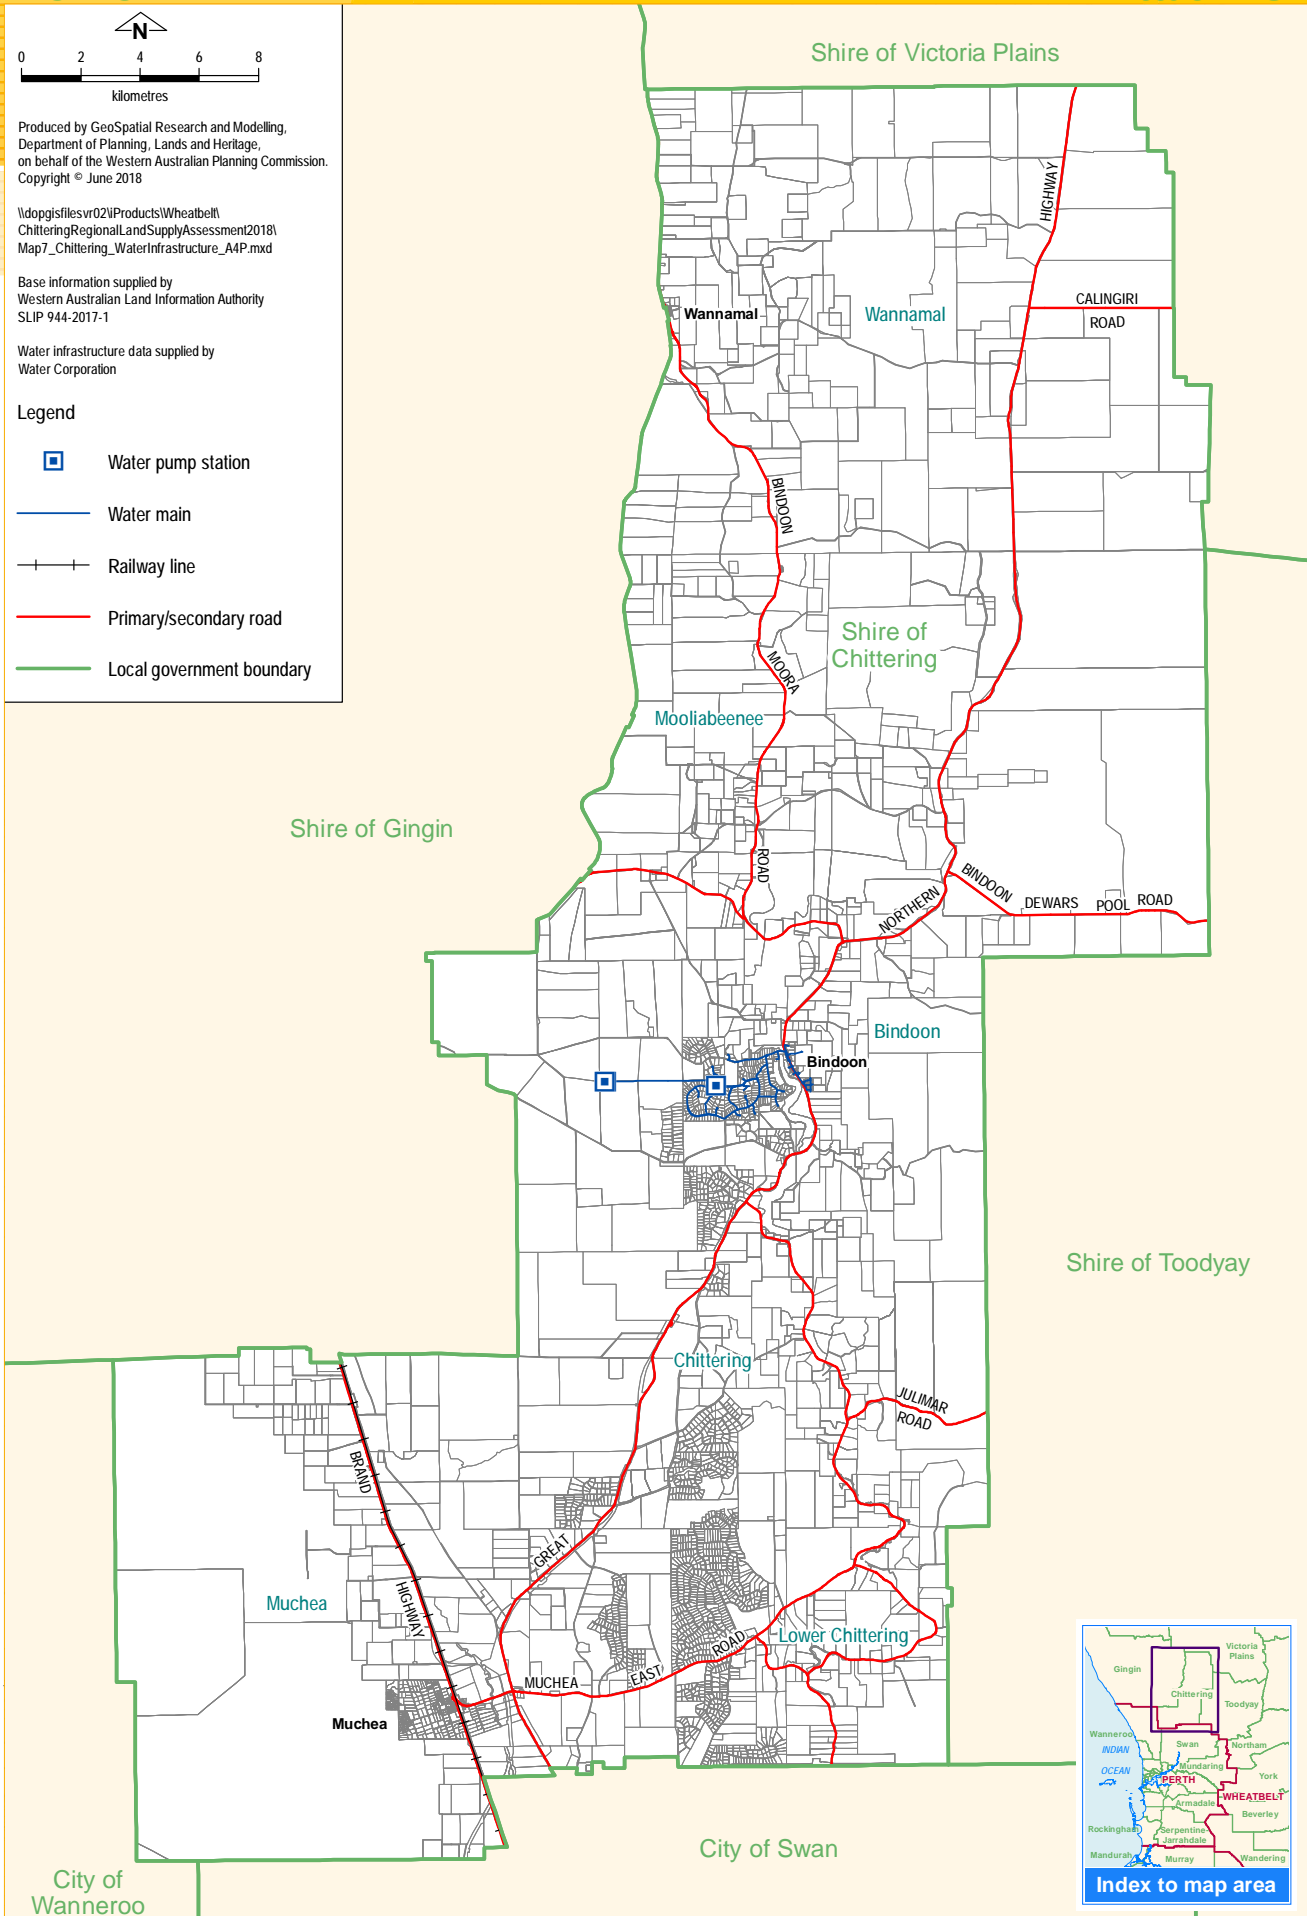 N
0 2 4 6 8
kilometres
Produced by GeoSpatial Research and Modelling,
Department of Planning, Lands and Heritage,
on behalf of the Western Australian Planning Commission.
Copyright © June 2018
\\dopgisfilesvr02\iProducts\Wheatbelt\
ChitteringRegionalLandSupplyAssessment2018\
Map7_Chittering_WaterInfrastructure_A4P.mxd
Base information supplied by
Western Australian Land Information Authority
SLIP 944-2017-1
Water infrastructure data supplied by
Water Corporation
Legend
Water pump station
Water main
Railway line
Primary/secondary road
Local government boundary
Shire of Victoria Plains
HIGHWAY
CALINGIRI
ROAD
Wannamal
Wannamal
BINDOON
Shire of
Chittering
MOORA
Mooliabeenee
Shire of Gingin
ROAD
NORTHERN
BINDOON
DEWARS POOL ROAD
Bindoon
Bindoon
Shire of Toodyay
Chittering
JULIMAR
ROAD
BRAND
GREAT
HIGHWAY
Muchea
Lower Chittering
MUCHEA EAST ROAD
Muchea
City of Swan
City of
Wanneroo
Victoria
Plains
Gingin
Chittering
Toodyay
Wanneroo
Swan
Northam
INDIAN
OCEAN
Mundaring
PERTH
York
WHEATBELT
Armadale
Beverley
Rockingham
Serpentine-
Jarrahdale
Mandurah
Murray
Wandering
Index to map area